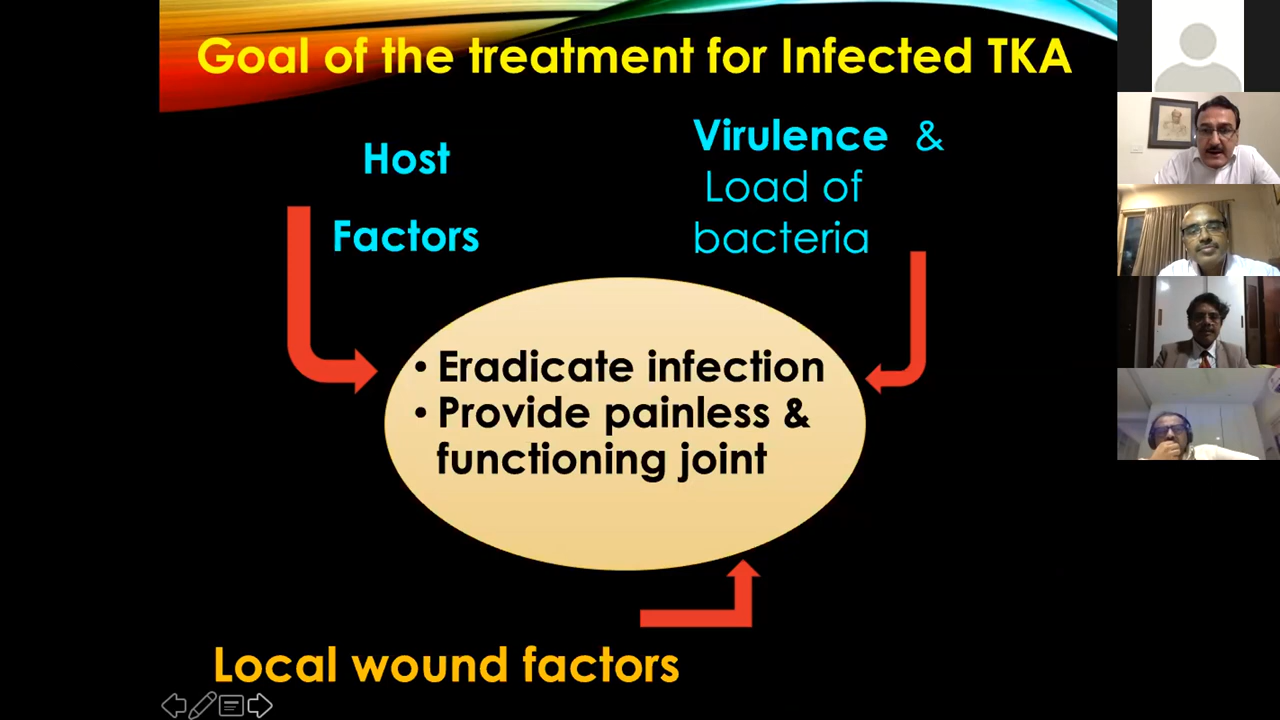 Goal of the treatment for Infected TKA
Host
Factors
Virulence &
Load of
bacteria
• Eradicate infection
• Provide painless &
functioning joint
Local wound factors